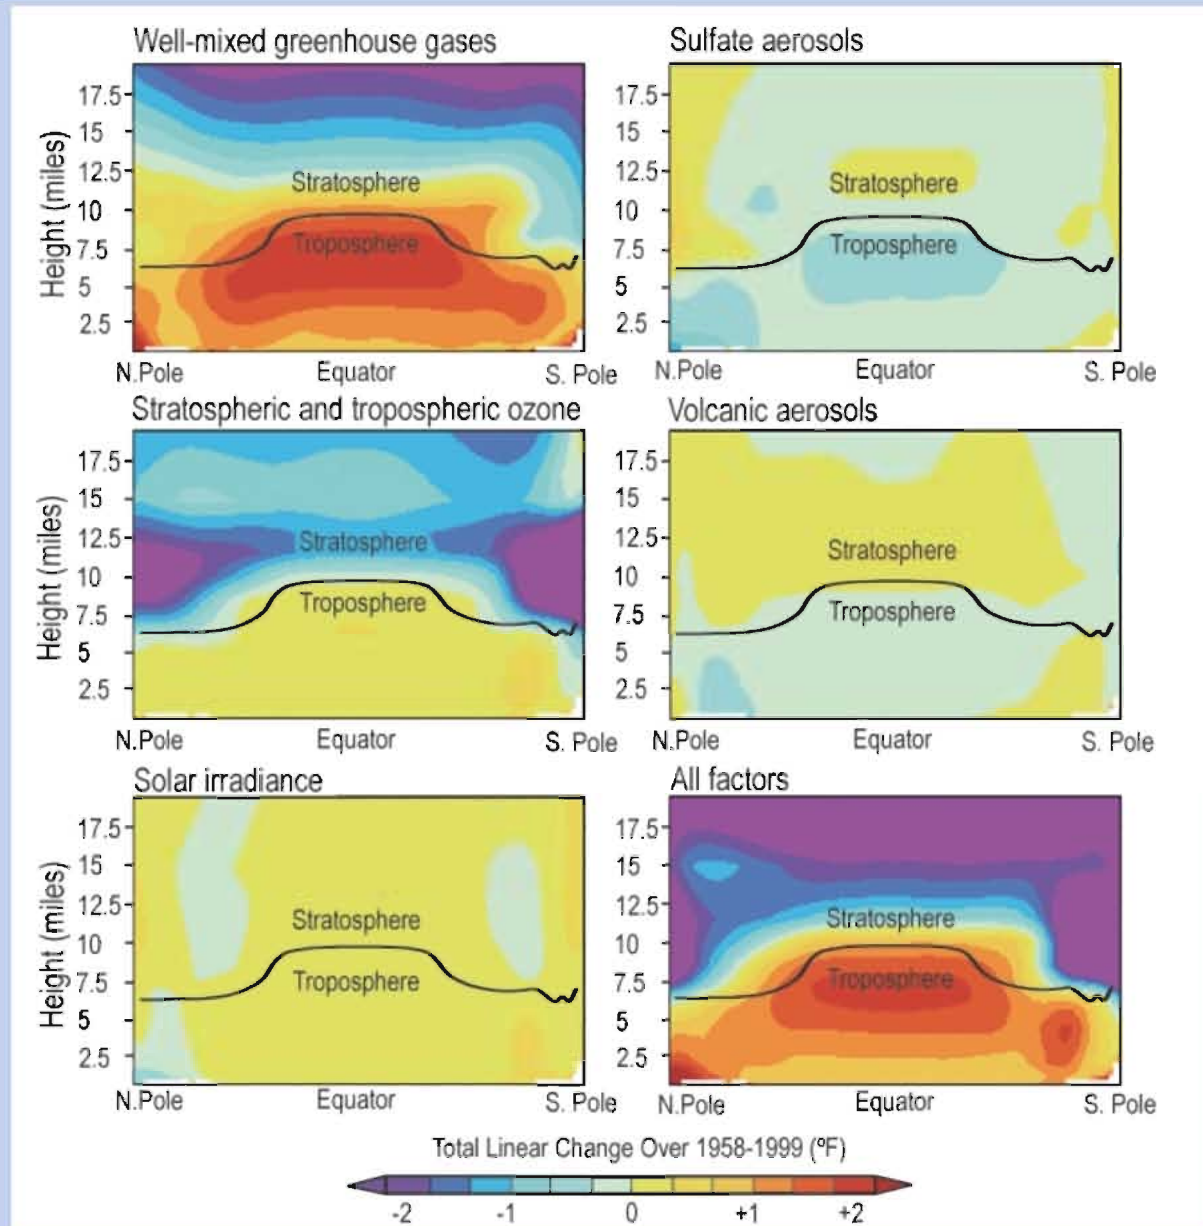 Well-mixed greenhouse gases
Height (miles)
17.5
15
12.5
10
7.5
5
2.5
Stratosphere
Troposphere
N.Pole Equator S. Pole
Sulfate aerosols
17.5
15
12.5
10
7.5
5
2.5
Stratosphere
Troposphere
N.Pole Equator S. Pole
Stratospheric and tropospheric ozone
Height (miles)
17.5
15
12.5
10
7.5
5
2.5
Stratosphere
Troposphere
N.Pole Equator S. Pole
Volcanic aerosols
17.5
15
12.5
10
7.5
5
2.5
Stratosphere
Troposphere
N.Pole Equator S. Pole
Solar irradiance
Height (miles)
17.5
15
12.5
10
7.5
5
2.5
Stratosphere
Troposphere
N.Pole Equator S. Pole
All factors
17.5
15
12.5
10
7.5
5
2.5
Stratosphere
Troposphere
N.Pole Equator S. Pole
Total Linear Change Over 1958-1999 (ºF)
-2 -1 0 +1 +2